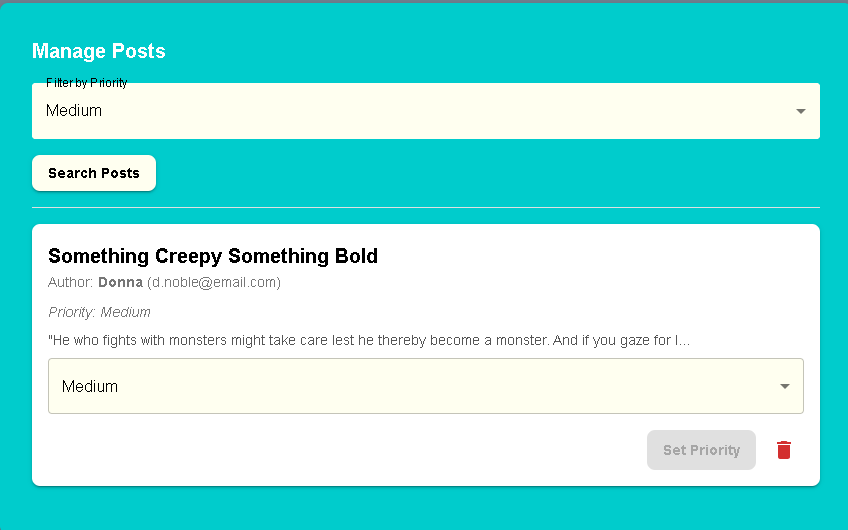 Manage Posts
Filter by Priority
Medium
Search Posts
Something Creepy Something Bold
Author: Donna (d.noble@email.com)
Priority: Medium
"He who fights with monsters might take care lest he thereby become a monster. And if you gaze for l...
Medium
Set Priority